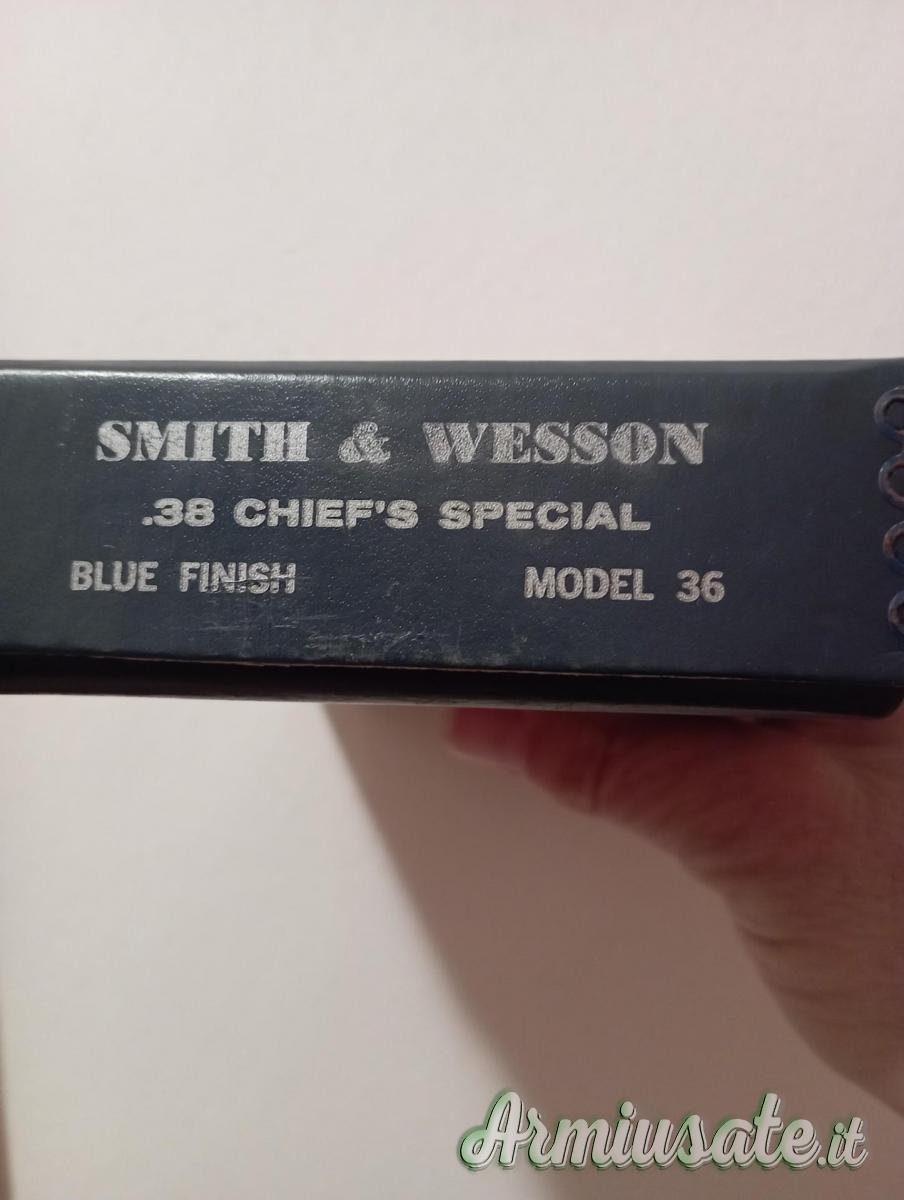 SMITH & WESSON
.38 CHIEF'S SPECIAL
BLUE FINISH MODEL 36
Armiusate.it